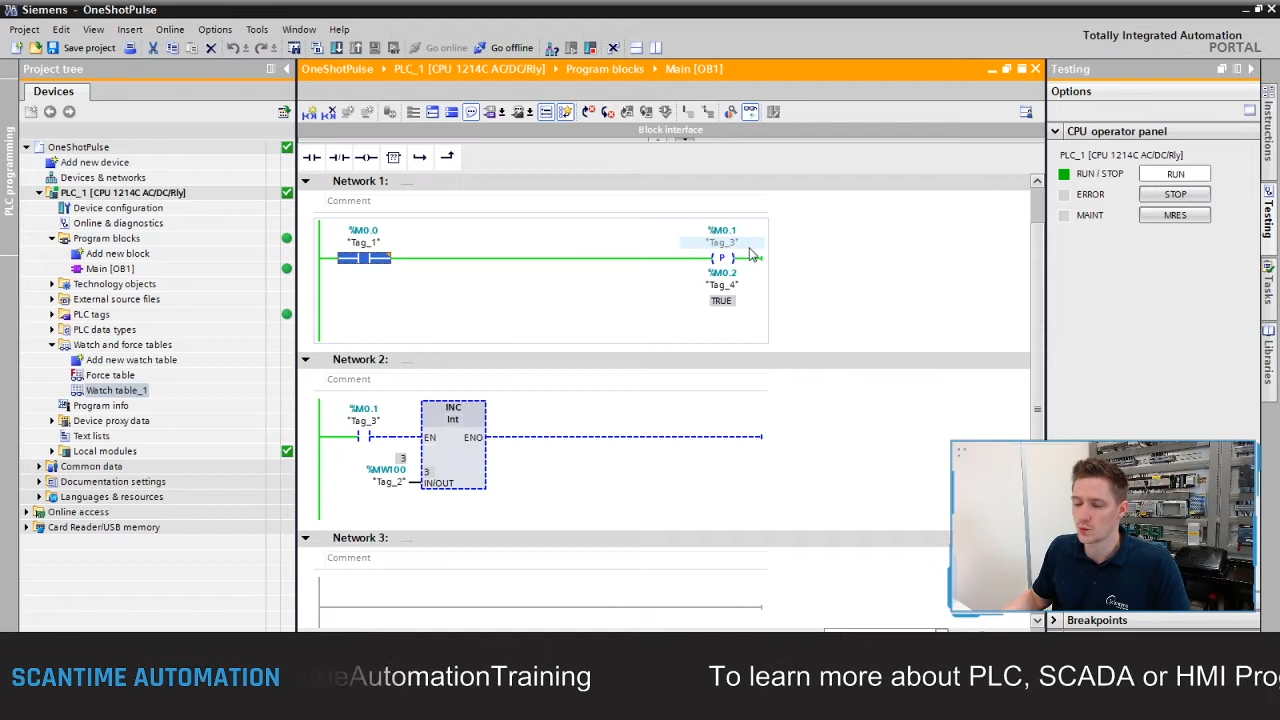 Siemens - OneShotPulse
Project Edit View Insert Online Options Tools Window Help
Save project Go online Go offline
Totally Integrated Automation
PORTAL
Project tree
Devices
PLC programming
OneShotPulse
Add new device
Devices & networks
PLC_1 [CPU 1214C AC/DC/Rly]
Device configuration
Online & diagnostics
Program blocks
Add new block
Main [OB1]
Technology objects
External source files
PLC tags
PLC data types
Watch and force tables
Add new watch table
Force table
Watch table_1
Program info
Device proxy data
Text lists
Local modules
Common data
Documentation settings
Languages & resources
Online access
Card Reader/USB memory
OneShotPulse PLC_1 [CPU 1214C AC/DC/Rly] Program blocks Main [OB1]
Block interface
Network 1: .....
Comment
%M0.0
"Tag_1"
%M0.1
"Tag_3"
P
%M0.2
"Tag_4"
TRUE
Network 2: .....
Comment
%M0.1
"Tag_3"
INC
Int
EN ENO
3
%MW100
"Tag_2"
3
IN/OUT
Network 3: .....
Comment
Testing
Options
CPU operator panel
PLC_1 [CPU 1214C AC/DC/Rly]
RUN / STOP RUN
ERROR STOP
MAINT MRES
Breakpoints
Instructions
Testing
Tasks
Libraries
SCANTIME AUTOMATION
eAutomationTraining
To learn more about PLC, SCADA or HMI Pro